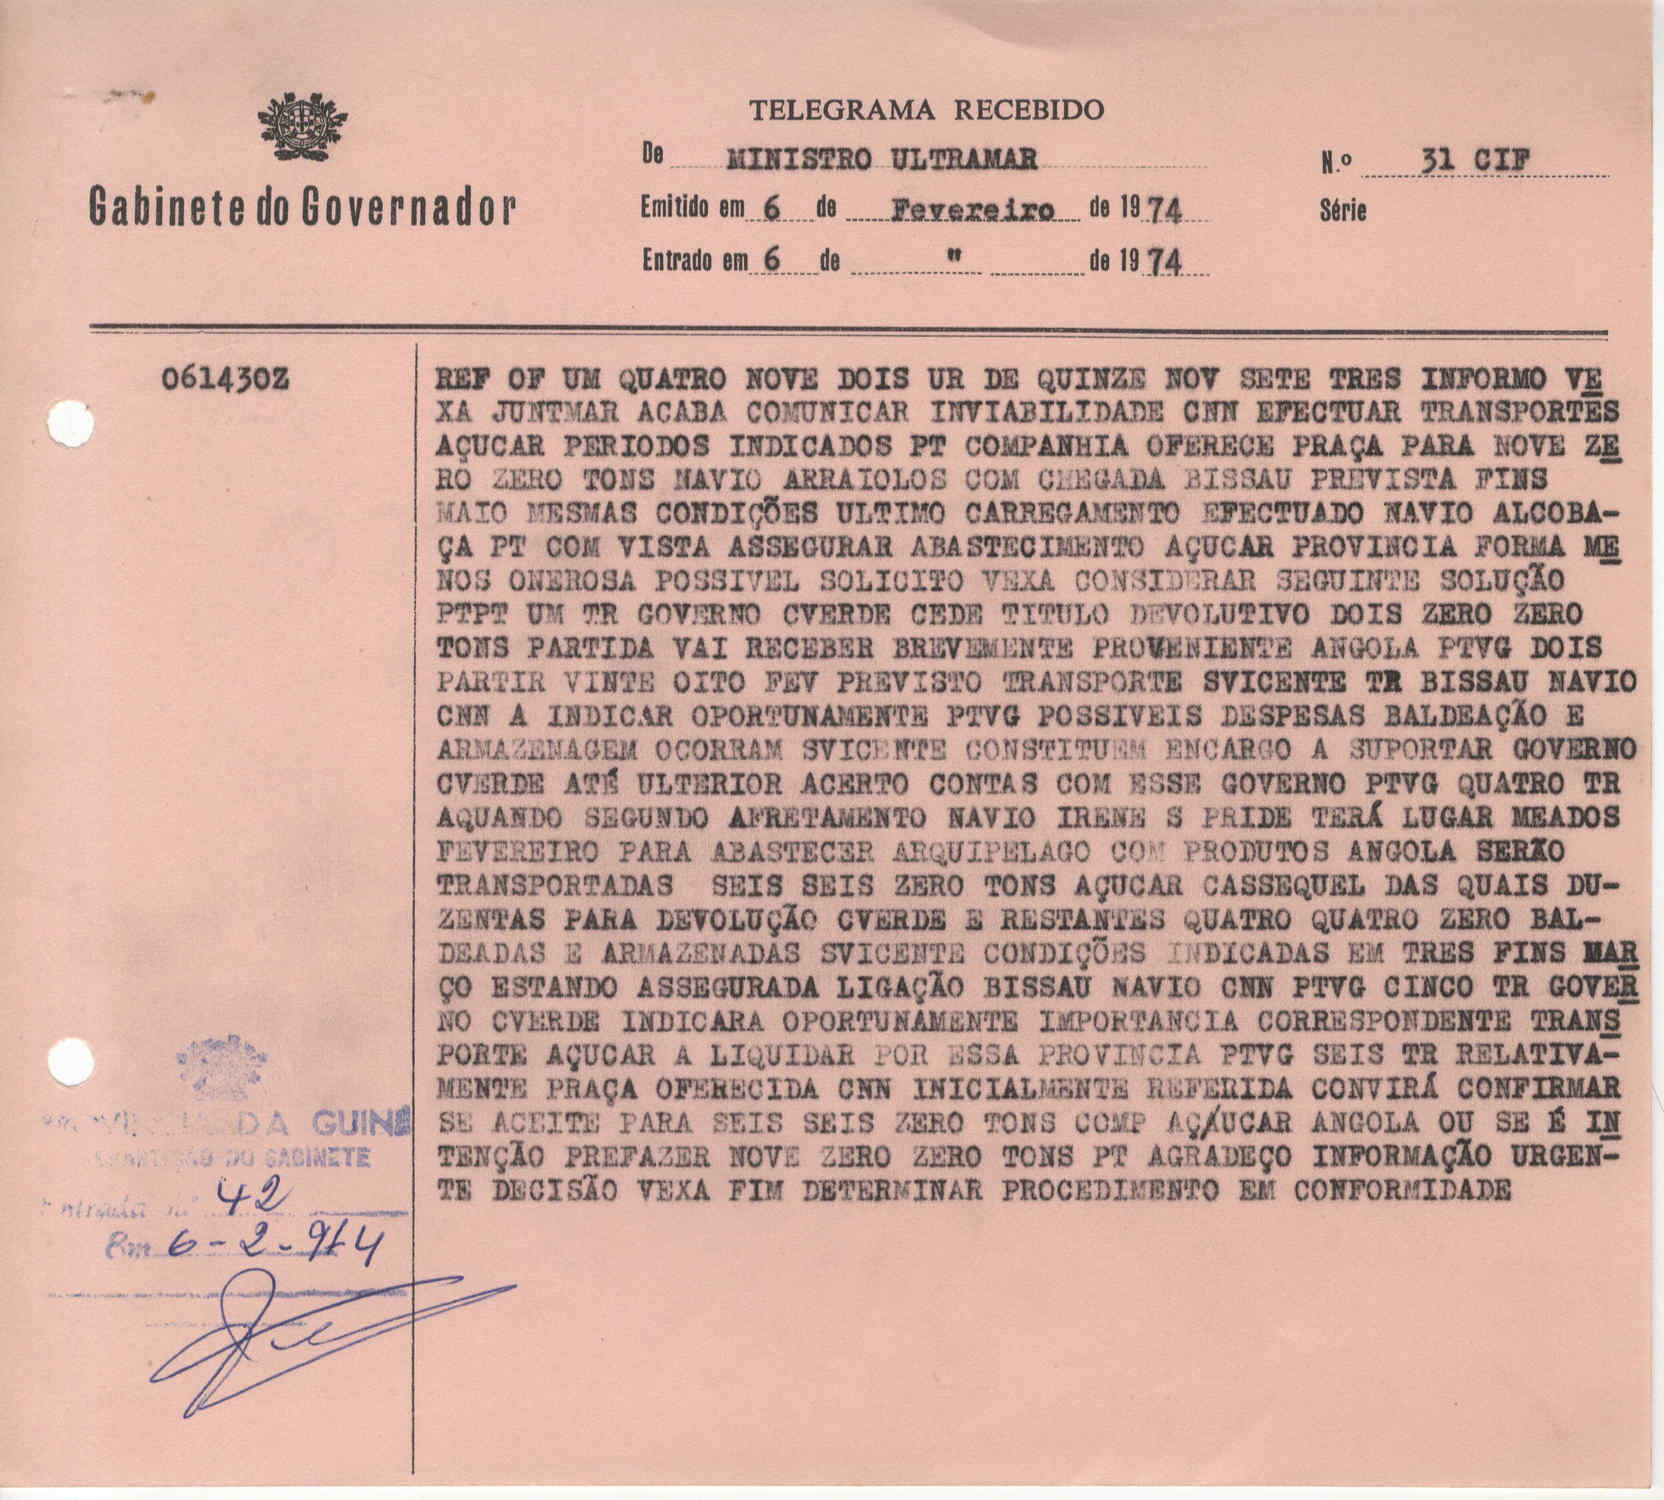 TELEGRAMA RECEBIDO
Gabinete do Governador
De MINISTRO ULTRAMAR
N.º 31 CIF
Emitido em 6 de Fevereiro de 1974
Série
Entrado em 6 de " de 1974
061430Z
REF OF UM QUATRO NOVE DOIS UR DE QUINZE NOV SETE TRES INFORMO VE
XA JUNTMAR ACABA COMUNICAR INVIABILIDADE CNN EFECTUAR TRANSPORTES
AÇUCAR PERIODOS INDICADOS PT COMPANHIA OFERECE PRAÇA PARA NOVE ZE
RO ZERO TONS NAVIO ARRAIOLOS COM CHEGADA BISSAU PREVISTA FINS
MAIO MESMAS CONDIÇÕES ULTIMO CARREGAMENTO EFECTUADO NAVIO ALCOBA-
ÇA PT COM VISTA ASSEGURAR ABASTECIMENTO AÇUCAR PROVINCIA FORMA ME
NOS ONEROSA POSSIVEL SOLICITO VEXA CONSIDERAR SEGUINTE SOLUÇÃO
PTPT UM TR GOVERNO CVERDE CEDE TITULO DEVOLUTIVO DOIS ZERO ZERO
TONS PARTIDA VAI RECEBER BREVEMENTE PROVENIENTE ANGOLA PTVG DOIS
PARTIR VINTE OITO FEV PREVISTO TRANSPORTE SVICENTE TR BISSAU NAVIO
CNN A INDICAR OPORTUNAMENTE PTVG POSSIVEIS DESPESAS BALDEAÇÃO E
ARMAZENAGEM OCORRAM SVICENTE CONSTITUEM ENCARGO A SUPORTAR GOVERNO
CVERDE ATÉ ULTERIOR ACERTO CONTAS COM ESSE GOVERNO PTVG QUATRO TR
AQUANDO SEGUNDO AFRETAMENTO NAVIO IRENE S PRIDE TERÁ LUGAR MEADOS
FEVEREIRO PARA ABASTECER ARQUIPELAGO COM PRODUTOS ANGOLA SERÃO
TRANSPORTADAS SEIS SEIS ZERO TONS AÇUCAR CASSEQUEL DAS QUAIS DU-
ZENTAS PARA DEVOLUÇÃO CVERDE E RESTANTES QUATRO QUATRO ZERO BAL-
DEADAS E ARMAZENADAS SVICENTE CONDIÇÕES INDICADAS EM TRES FINS MAR
ÇO ESTANDO ASSEGURADA LIGAÇÃO BISSAU NAVIO CNN PTVG CINCO TR GOVER
NO CVERDE INDICARA OPORTUNAMENTE IMPORTANCIA CORRESPONDENTE TRANS
PORTE AÇUCAR A LIQUIDAR POR ESSA PROVINCIA PTVG SEIS TR RELATIVA-
MENTE PRAÇA OFERECIDA CNN INICIALMENTE REFERIDA CONVIRÁ CONFIRMAR
SE ACEITE PARA SEIS SEIS ZERO TONS COMP AÇ/UCAR ANGOLA OU SE É IN
TENÇÃO PREFAZER NOVE ZERO ZERO TONS PT AGRADEÇO INFORMAÇÃO URGEN-
TE DECISÃO VEXA FIM DETERMINAR PROCEDIMENTO EM CONFORMIDADE
DA GUINÉ
DO GABINETE
Entrada n.º 42
Em 6-2-974